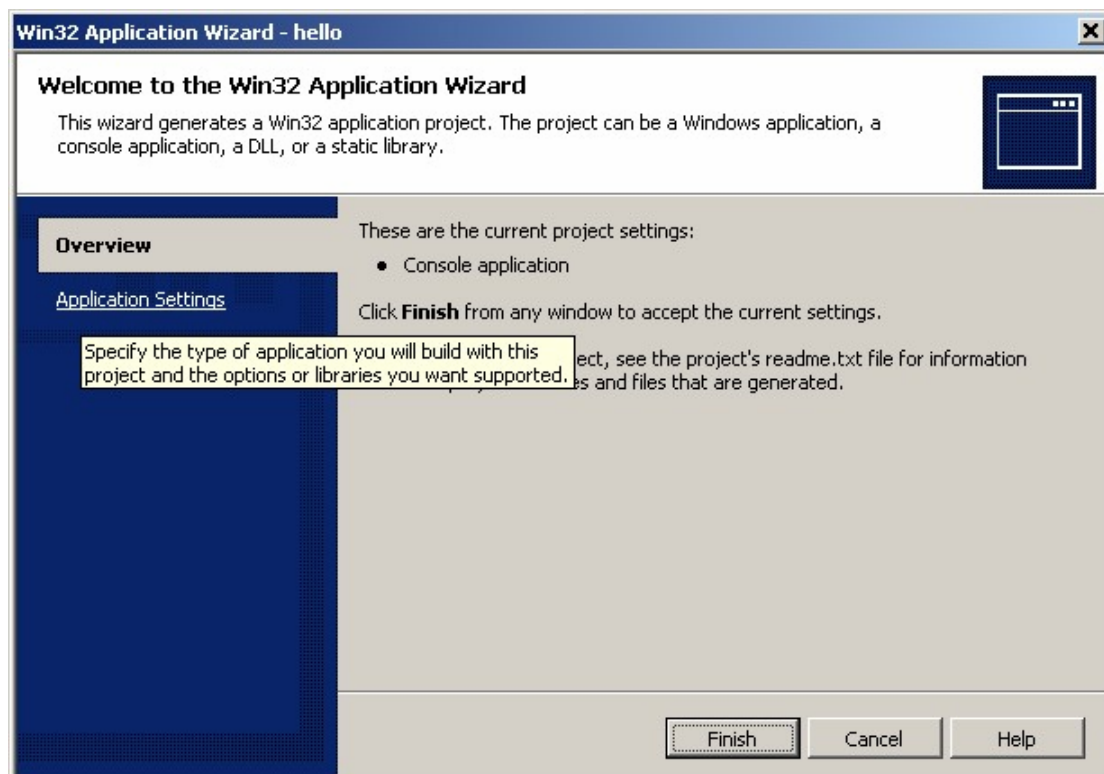 Win32 Application Wizard - hello
Welcome to the Win32 Application Wizard
This wizard generates a Win32 application project. The project can be a Windows application, a
console application, a DLL, or a static library.
Overview
Application Settings
Specify the type of application you will build with this
project and the options or libraries you want supported.
These are the current project settings:
• Console application
Click Finish from any window to accept the current settings.
ect, see the project's readme.txt file for information
es and files that are generated.
Finish
Cancel
Help